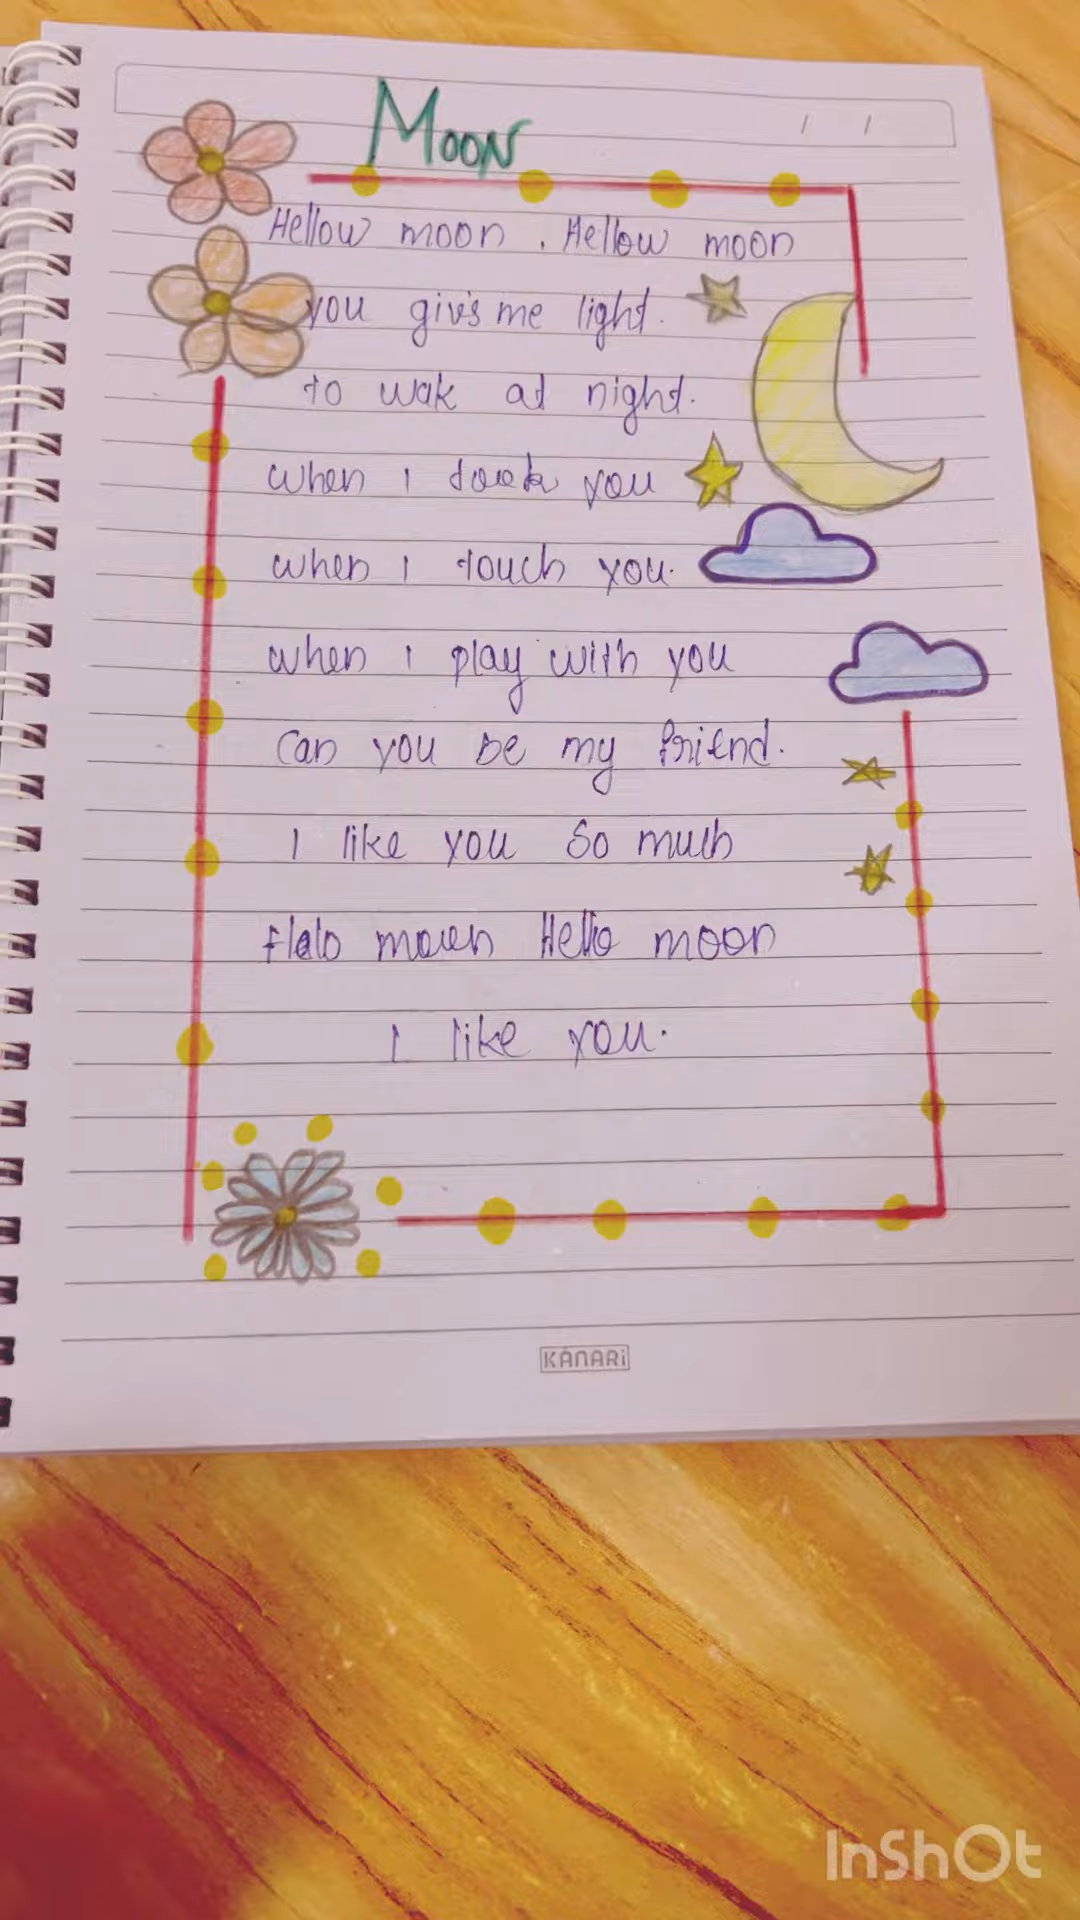 Moon
/ /
Hellow moon . Hellow moon
you givs me light.
to wak at night.
when I look you
when I touch you.
when I play with you
can you be my friend.
I like you so much
Hello moon Hello moon
I like you.
KANARI
InShOt